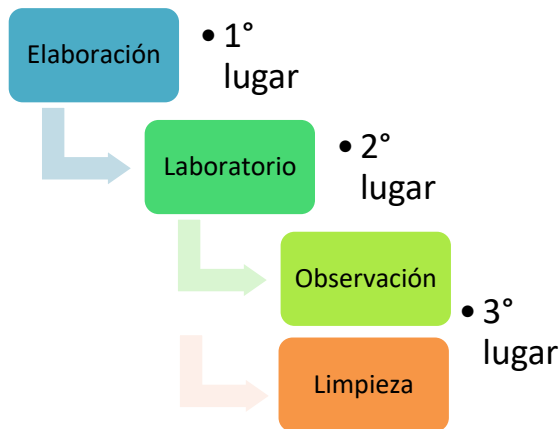 Elaboración
• 1°
lugar
Laboratorio
• 2°
lugar
Observación
• 3°
lugar
Limpieza